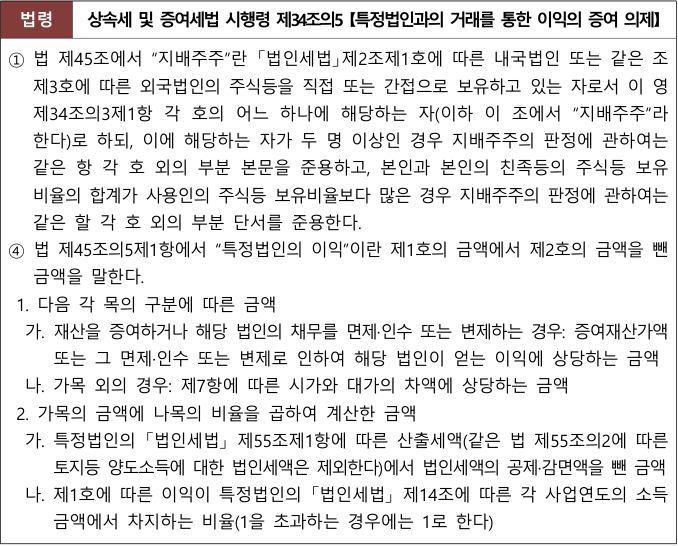 법령 상속세 및 증여세법 시행령 제34조의5 【특정법인과의 거래를 통한 이익의 증여 의제】
① 법 제45조에서 “지배주주”란 「법인세법」제2조제1호에 따른 내국법인 또는 같은 조
제3호에 따른 외국법인의 주식등을 직접 또는 간접으로 보유하고 있는 자로서 이 영
제34조의3제1항 각 호의 어느 하나에 해당하는 자(이하 이 조에서 “지배주주”라
한다)로 하되, 이에 해당하는 자가 두 명 이상인 경우 지배주주의 판정에 관하여는
같은 항 각 호 외의 부분 본문을 준용하고, 본인과 본인의 친족등의 주식등 보유
비율의 합계가 사용인의 주식등 보유비율보다 많은 경우 지배주주의 판정에 관하여는
같은 할 각 호 외의 부분 단서를 준용한다.
④ 법 제45조의5제1항에서 “특정법인의 이익”이란 제1호의 금액에서 제2호의 금액을 뺀
금액을 말한다.
1. 다음 각 목의 구분에 따른 금액
가. 재산을 증여하거나 해당 법인의 채무를 면제·인수 또는 변제하는 경우: 증여재산가액
또는 그 면제·인수 또는 변제로 인하여 해당 법인이 얻는 이익에 상당하는 금액
나. 가목 외의 경우: 제7항에 따른 시가와 대가의 차액에 상당하는 금액
2. 가목의 금액에 나목의 비율을 곱하여 계산한 금액
가. 특정법인의 「법인세법」 제55조제1항에 따른 산출세액(같은 법 제55조의2에 따른
토지등 양도소득에 대한 법인세액은 제외한다)에서 법인세액의 공제·감면액을 뺀 금액
나. 제1호에 따른 이익이 특정법인의 「법인세법」 제14조에 따른 각 사업연도의 소득
금액에서 차지하는 비율(1을 초과하는 경우에는 1로 한다)